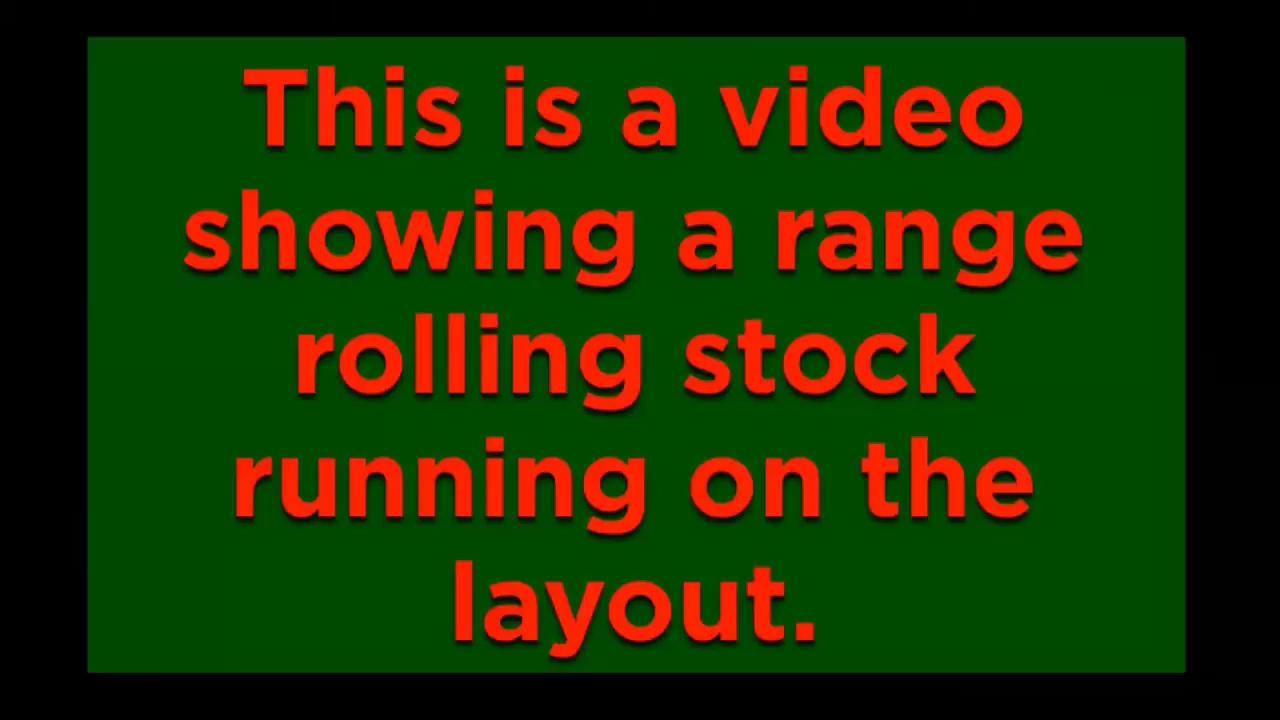 This is a video
showing a range
rolling stock
running on the
layout.